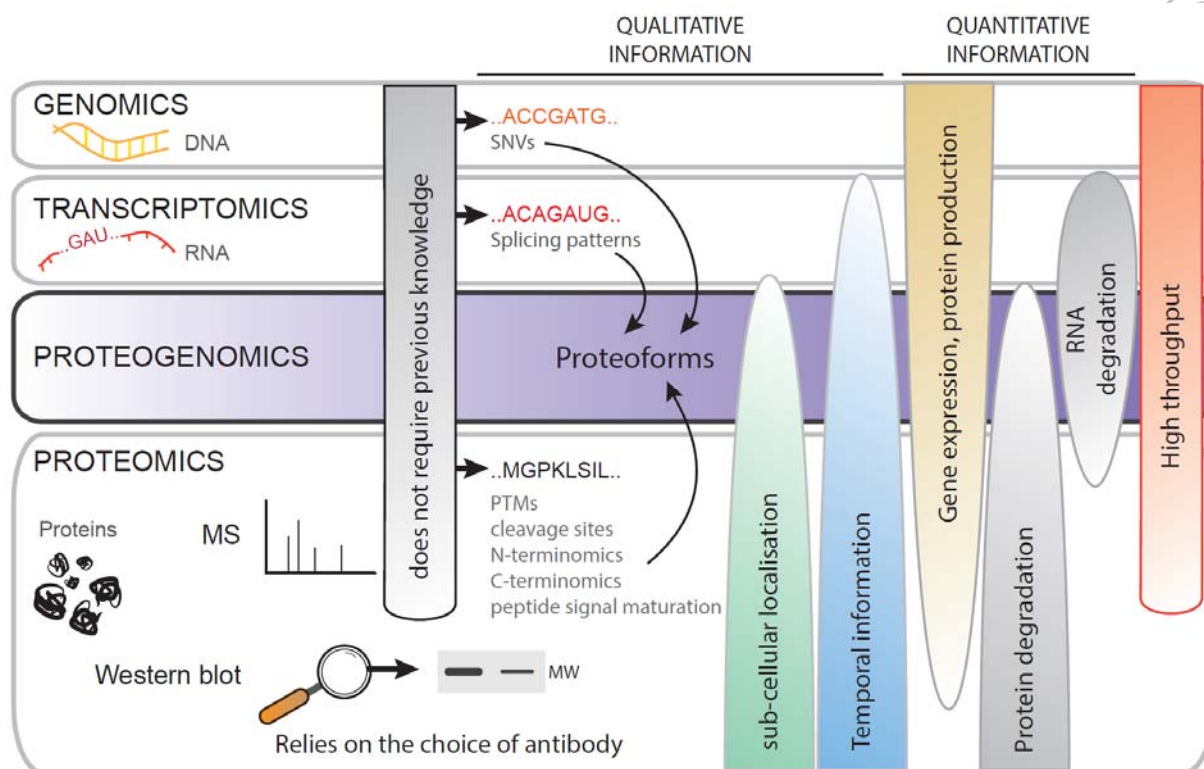 QUALITATIVE
INFORMATION
QUANTITATIVE
INFORMATION
GENOMICS
DNA
..ACCGATG..
SNVs
TRANSCRIPTOMICS
..GAU..
RNA
..ACAGAUG..
Splicing patterns
PROTEOGENOMICS
Proteoforms
PROTEOMICS
Proteins
MS
..MGPKLSIL..
PTMs
cleavage sites
N-terminomics
C-terminomics
peptide signal maturation
Western blot
MW
Relies on the choice of antibody
does not require previous knowledge
sub-cellular localisation
Temporal information
Gene expression, protein production
Protein degradation
RNA
degradation
High throughput